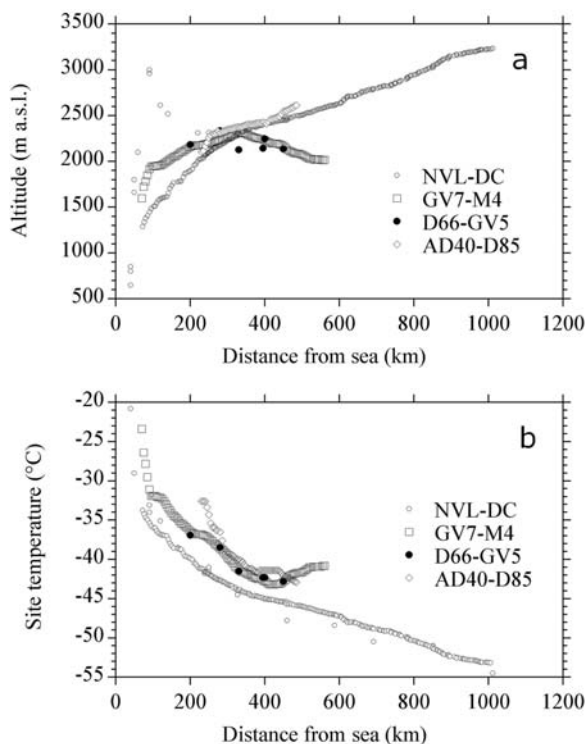 3500
3000
2500
2000
1500
1000
500
Altitude (m a.s.l.)
a
NVL-DC
GV7-M4
D66-GV5
AD40-D85
0 200 400 600 800 1000 1200
Distance from sea (km)
-20
-25
-30
-35
-40
-45
-50
-55
Site temperature (°C)
b
NVL-DC
GV7-M4
D66-GV5
AD40-D85
0 200 400 600 800 1000 1200
Distance from sea (km)